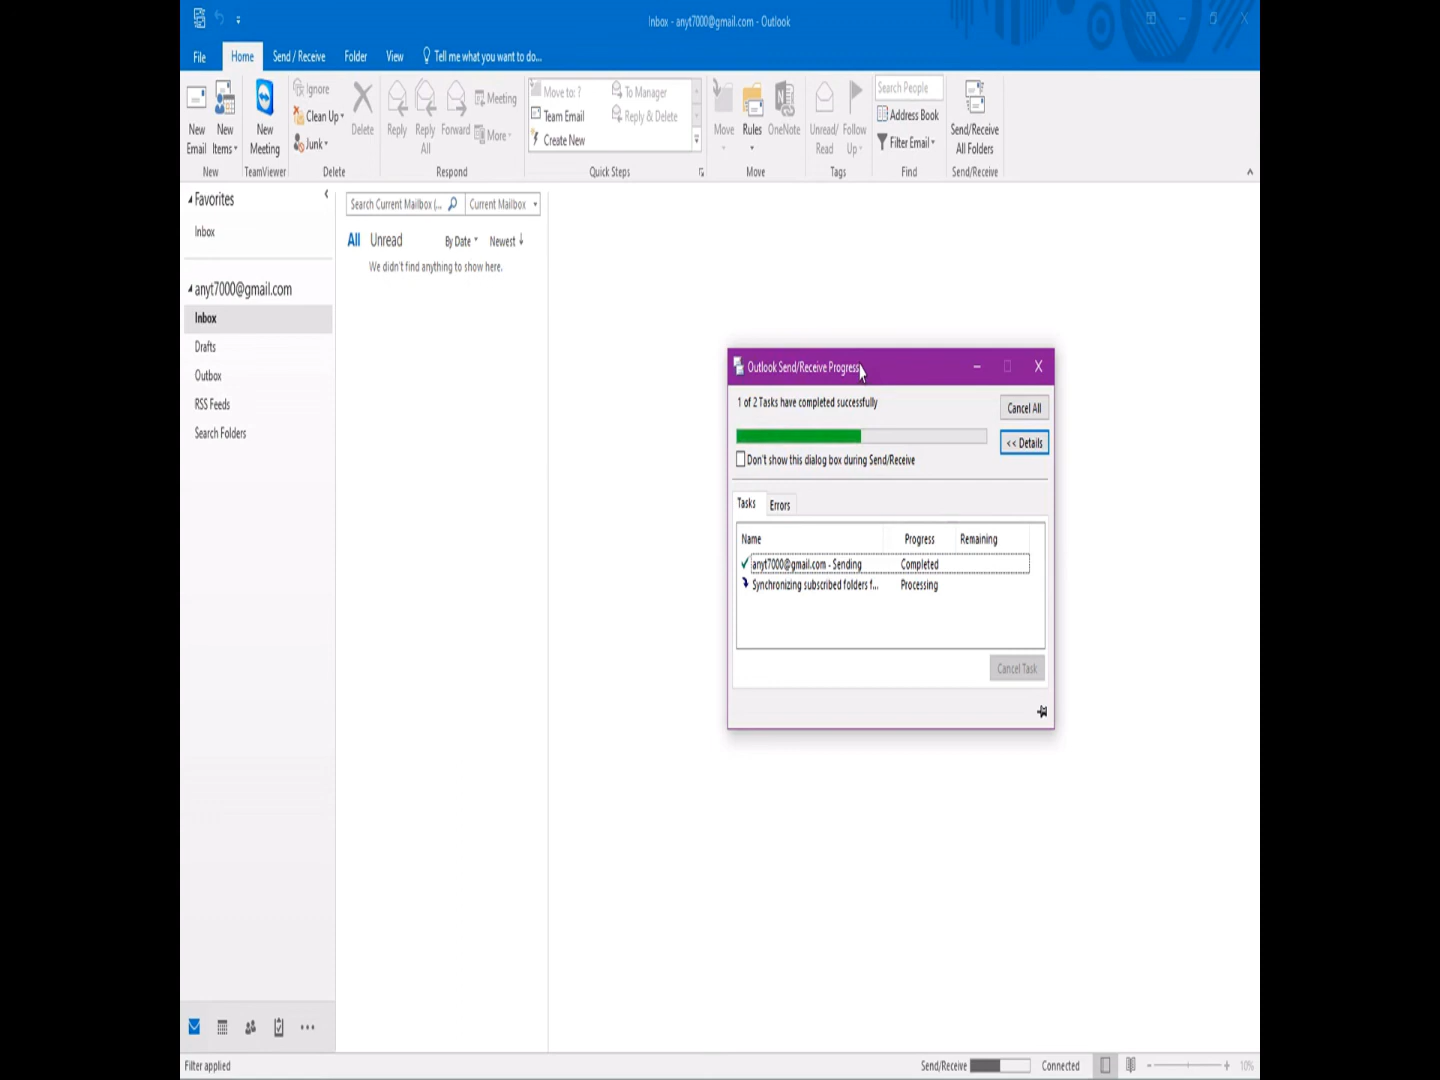 Inbox - anyt7000@gmail.com - Outlook
File Home Send / Receive Folder View Tell me what you want to do...
New Email
New Items
New Meeting
Ignore
Clean Up
Junk
Delete
Reply
Reply All
Forward
Meeting
More
Move to: ?
Team Email
Create New
To Manager
Reply & Delete
Move
Rules
OneNote
Unread/ Read
Follow Up
Search People
Address Book
Filter Email
Send/Receive All Folders
New TeamViewer Delete Respond Quick Steps Move Tags Find Send/Receive
Favorites
Inbox
anyt7000@gmail.com
Inbox
Drafts
Outbox
RSS Feeds
Search Folders
Search Current Mailbox (... Current Mailbox
All Unread By Date Newest
We didn't find anything to show here.
Outlook Send/Receive Progress
1 of 2 Tasks have completed successfully
Cancel All
<< Details
Don't show this dialog box during Send/Receive
Tasks Errors
Name Progress Remaining
anyt7000@gmail.com - Sending Completed
Synchronizing subscribed folders f... Processing
Cancel Task
Filter applied
Send/Receive Connected 10%